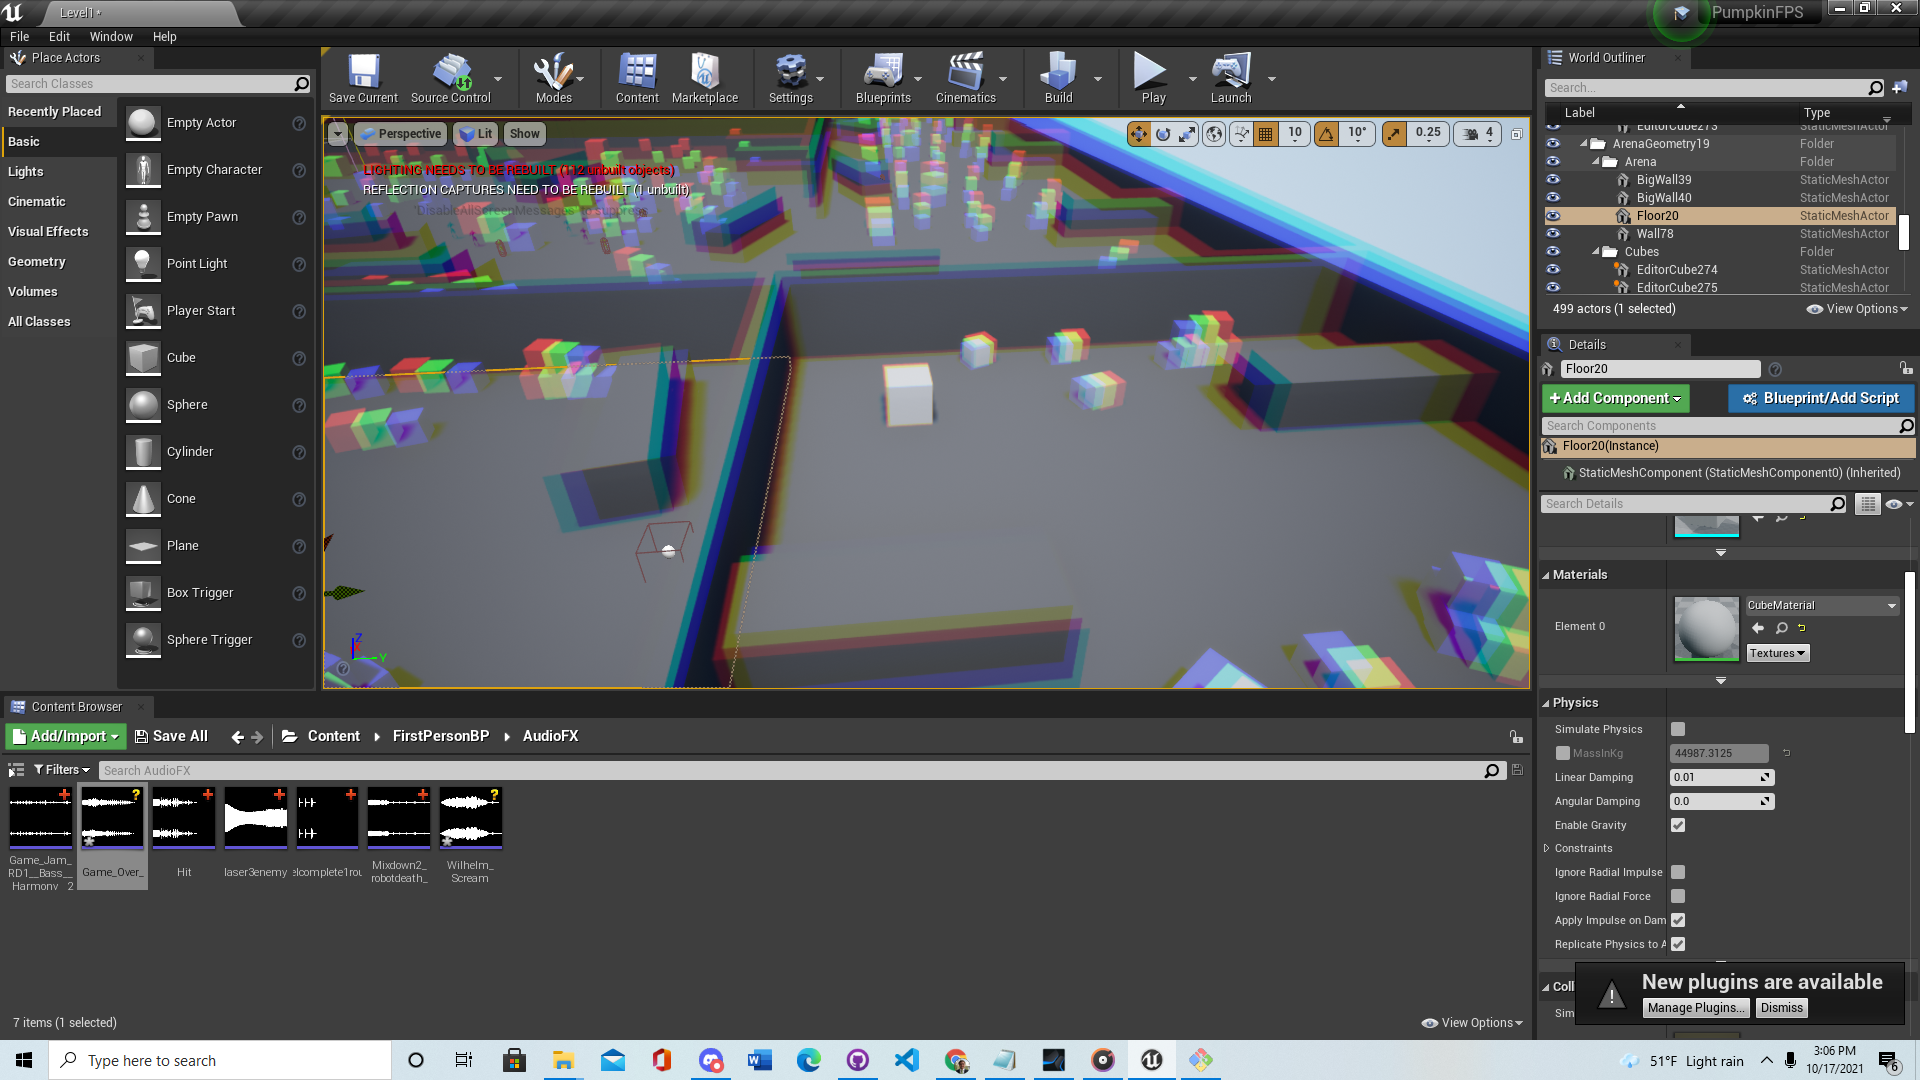 Level1*
PumpkinFPS
File Edit Window Help
Place Actors
Search Classes
Recently Placed
Basic
Lights
Cinematic
Visual Effects
Geometry
Volumes
All Classes
Empty Actor
Empty Character
Empty Pawn
Point Light
Player Start
Cube
Sphere
Cylinder
Cone
Plane
Box Trigger
Sphere Trigger
Save Current Source Control Modes Content Marketplace Settings Blueprints Cinematics Build Play Launch
Perspective Lit Show
10 10° 0.25 4
LIGHTING NEEDS TO BE REBUILT (112 unbuilt objects)
REFLECTION CAPTURES NEED TO BE REBUILT (1 unbuilt)
'DisableAllScreenMessages' to suppress
Z
X
Y
World Outliner
Search...
Label Type
EditorCube273 StaticMeshActor
ArenaGeometry19 Folder
Arena Folder
BigWall39 StaticMeshActor
BigWall40 StaticMeshActor
Floor20 StaticMeshActor
Wall78 StaticMeshActor
Cubes Folder
EditorCube274 StaticMeshActor
EditorCube275 StaticMeshActor
499 actors (1 selected) View Options
Details
Floor20
+Add Component Blueprint/Add Script
Search Components
Floor20(Instance)
StaticMeshComponent (StaticMeshComponent0) (Inherited)
Search Details
Materials
Element 0
CubeMaterial
Textures
Physics
Simulate Physics
MassInKg 44987.3125
Linear Damping 0.01
Angular Damping 0.0
Enable Gravity
Constraints
Ignore Radial Impulse
Ignore Radial Force
Apply Impulse on Dam
Replicate Physics to A
Coll
Sim
New plugins are available
Manage Plugins... Dismiss
Content Browser
Add/Import Save All Content FirstPersonBP AudioFX
Filters Search AudioFX
Game_Jam_
RD1__Bass__
Harmony_2
Game_Over_
Hit
laser3enemy
elcomplete1rou
Mixdown2_
robotdeath_
Wilhelm_
Scream
7 items (1 selected) View Options
Type here to search
51°F Light rain
3:06 PM
10/17/2021
6